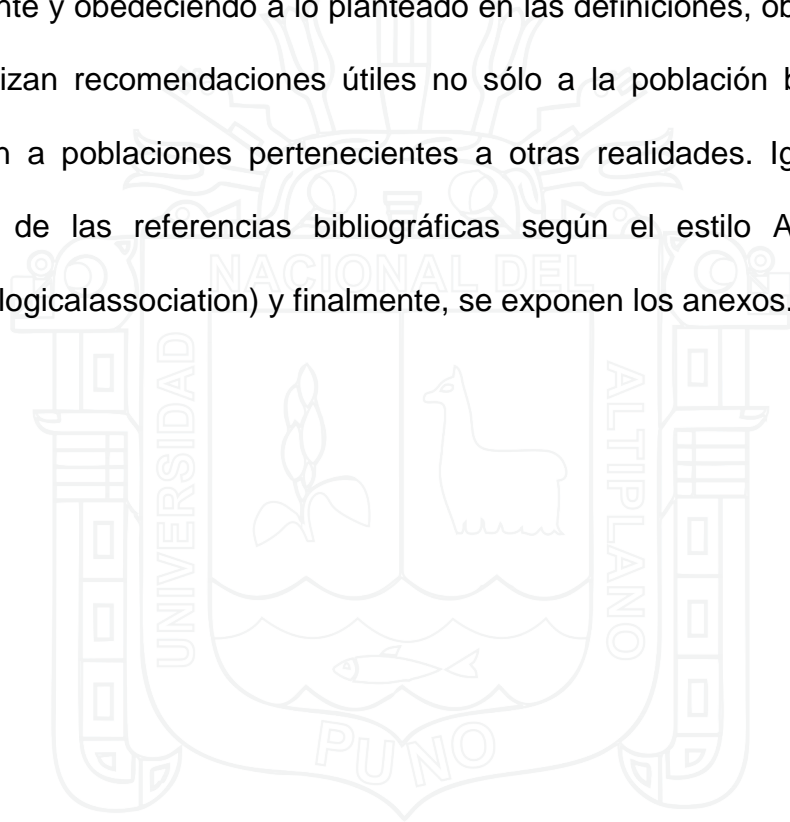 nte y obedeciendo a lo planteado en las definiciones, ob
izan recomendaciones útiles no sólo a la población b
n a poblaciones pertenecientes a otras realidades. Ig
de las referencias bibliográficas según el estilo A
logicalassociation) y finalmente, se exponen los anexos.
NACIONAL DEL
UNIVERSIDAD
ALTIPLANO
PUNO